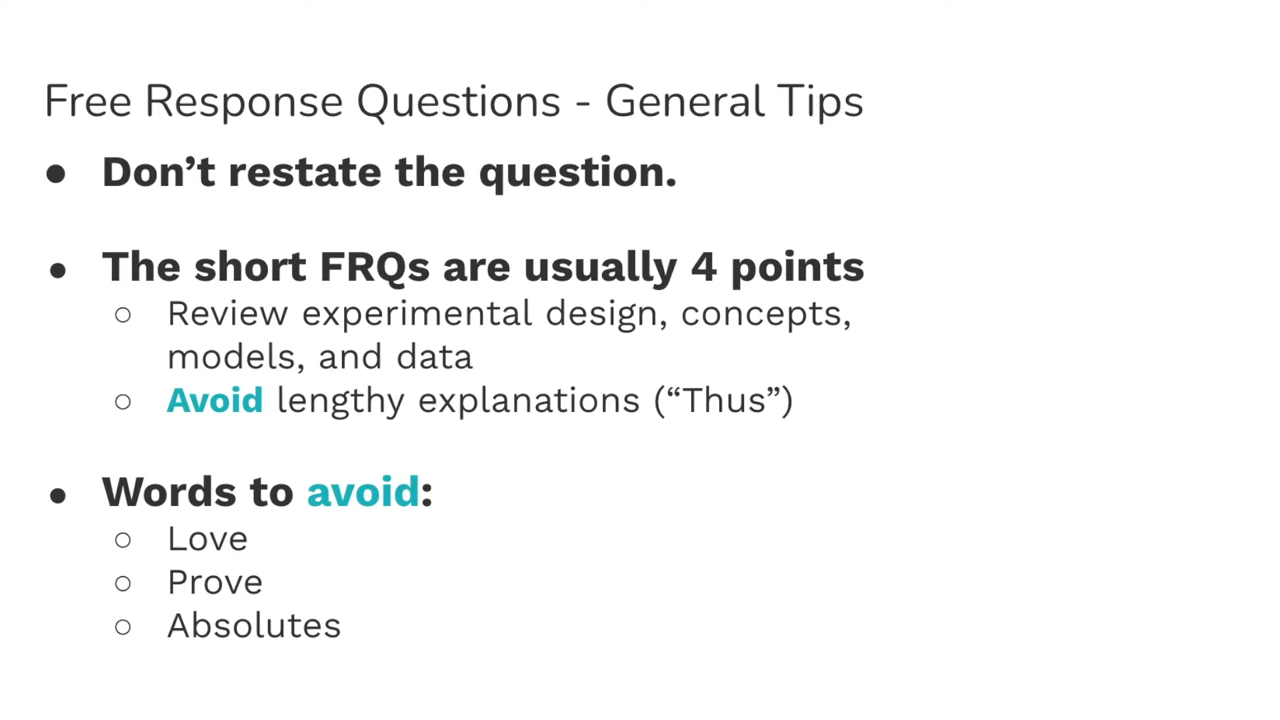 Free Response Questions - General Tips
● Don’t restate the question.
● The short FRQs are usually 4 points
○ Review experimental design, concepts,
models, and data
○ Avoid lengthy explanations (“Thus”)
● Words to avoid:
○ Love
○ Prove
○ Absolutes